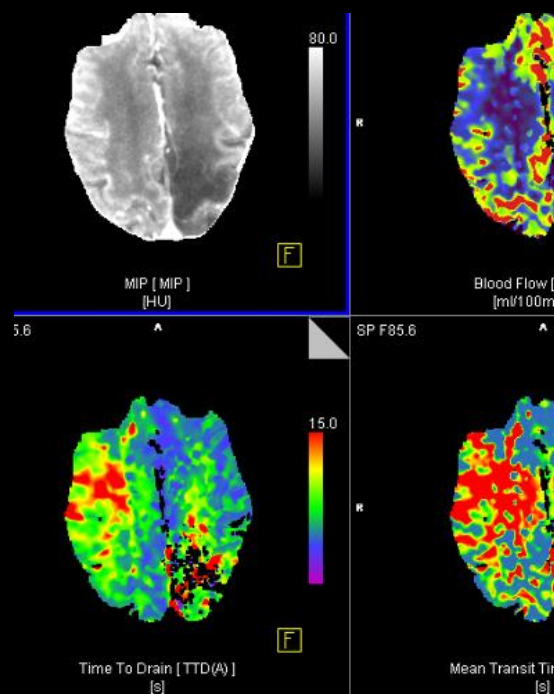 80.0
R
F
MIP [ MIP ]
[HU]
Blood Flow [
[ml/100m
5.6
A
SP F85.6
A
15.0
R
F
Time To Drain [ TTD(A) ]
[s]
Mean Transit Tim
[s]